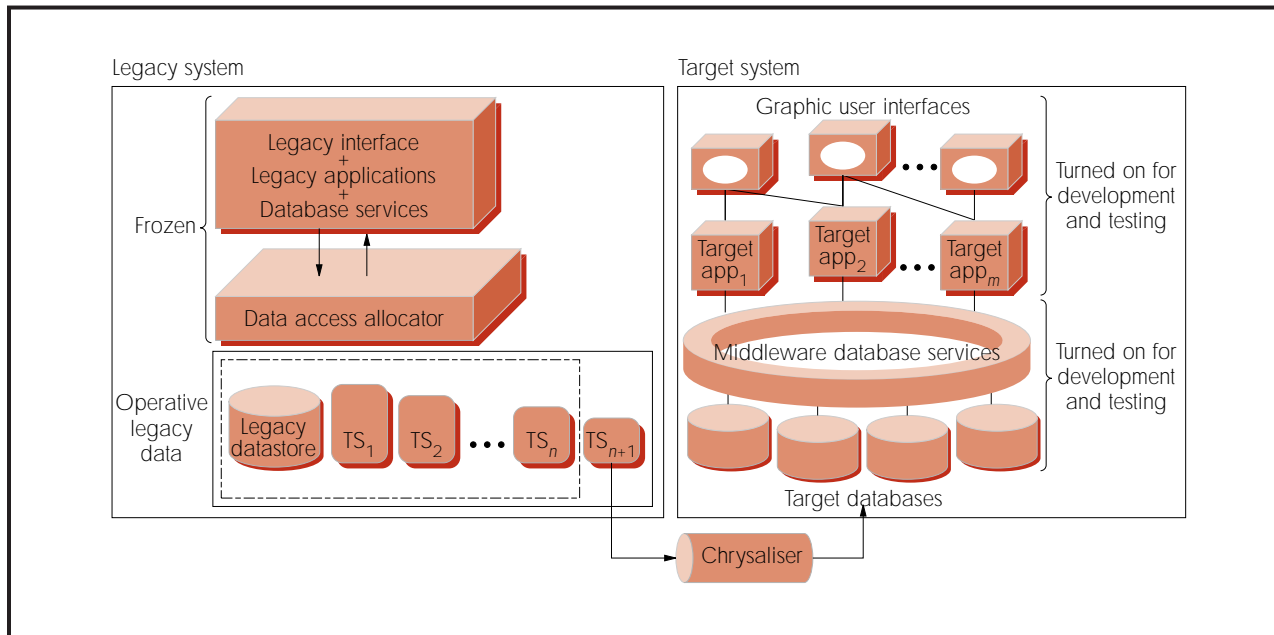 Legacy system
Legacy interface
+
Legacy applications
+
Database services
Frozen
Data access allocator
Operative
legacy
data
Legacy
datastore
TS1
TS2
•••
TSn
TSn+1
Target system
Graphic user interfaces
•••
Turned on for
development
and testing
Target
app1
Target
app2
•••
Target
appm
Middleware database services
Turned on for
development
and testing
Target databases
Chrysaliser